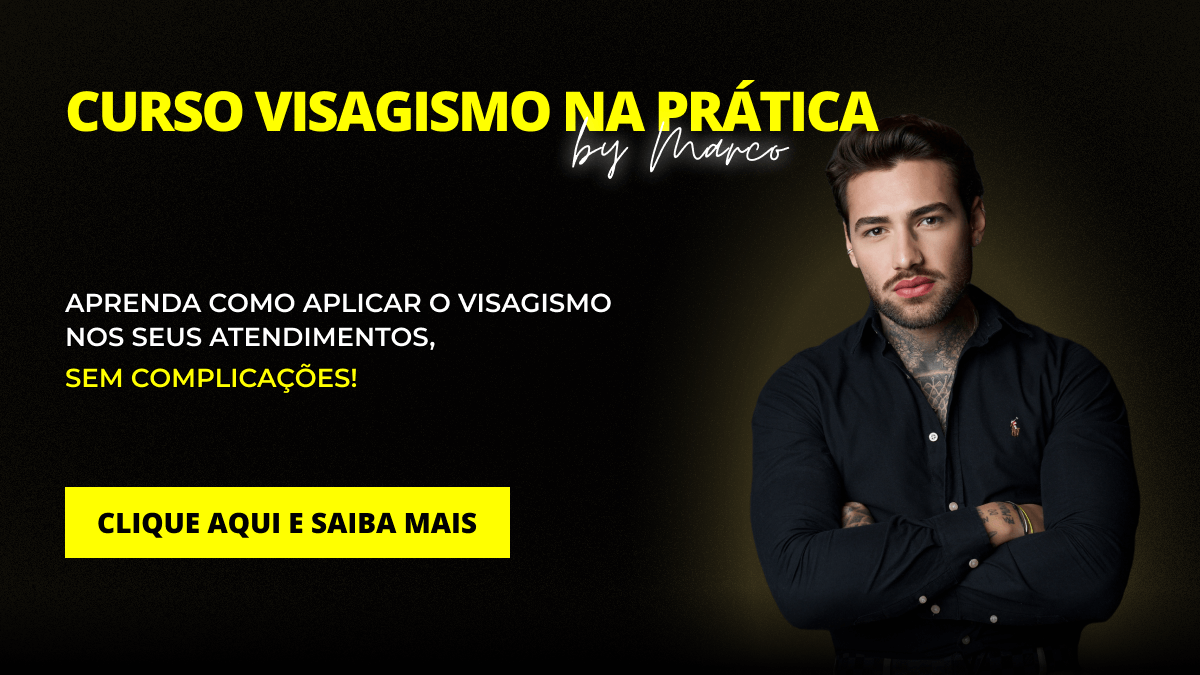 CURSO VISAGISMO NA PRÁTICA
by Marco
APRENDA COMO APLICAR O VISAGISMO
NOS SEUS ATENDIMENTOS,
SEM COMPLICAÇÕES!
CLIQUE AQUI E SAIBA MAIS